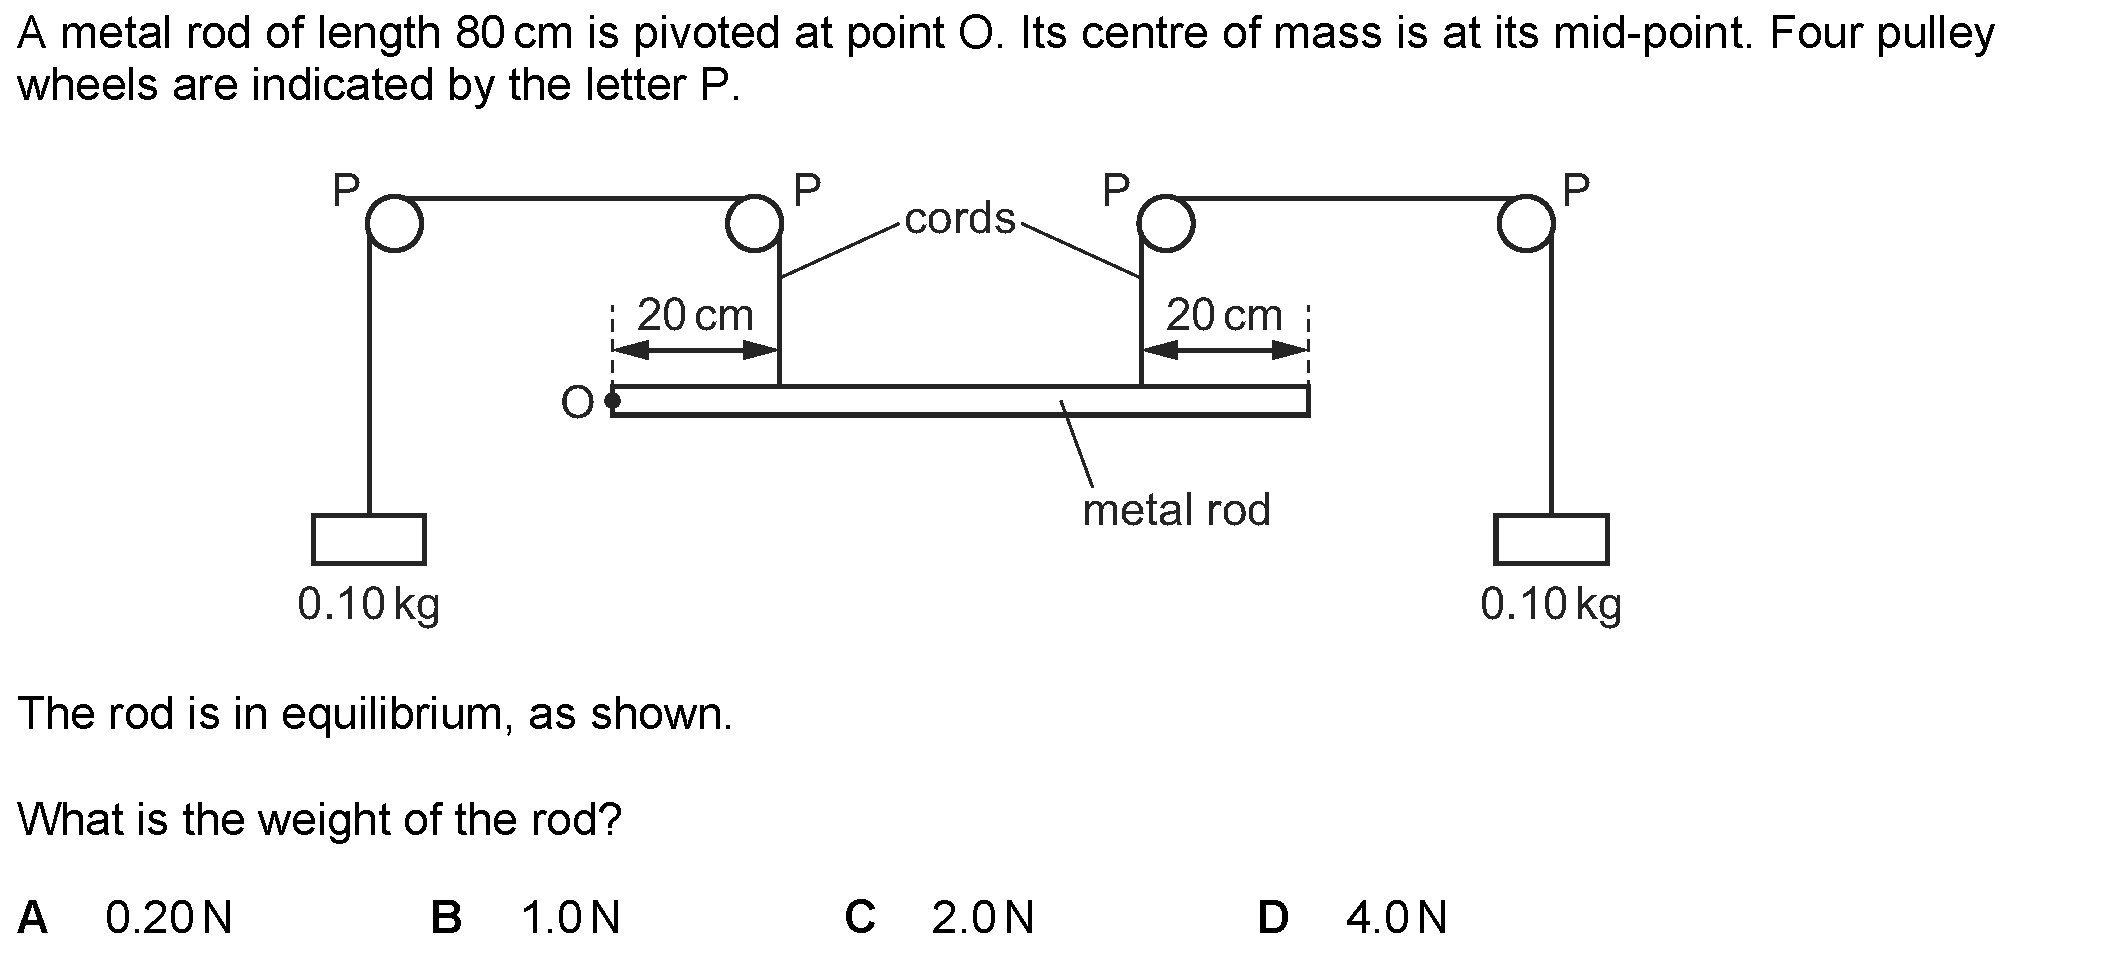 A metal rod of length 80 cm is pivoted at point O. Its centre of mass is at its mid-point. Four pulley
wheels are indicated by the letter P.
P P P P
cords
20 cm 20 cm
O
metal rod
0.10 kg 0.10 kg
The rod is in equilibrium, as shown.
What is the weight of the rod?
A 0.20 N B 1.0 N C 2.0 N D 4.0 N